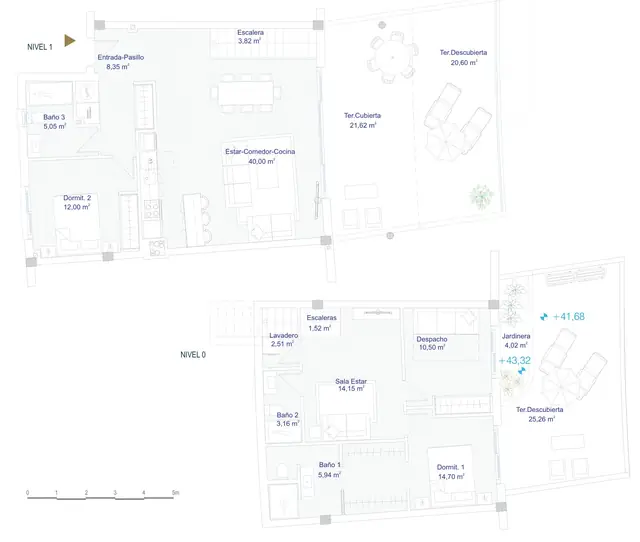 NIVEL 1
Escalera
3,82 m²
Entrada-Pasillo
8,35 m²
Ter.Descubierta
20,60 m²
Baño 3
5,05 m²
Ter.Cubierta
21,62 m²
Estar-Comedor-Cocina
40,00 m²
Dormit. 2
12,00 m²
NIVEL 0
Escaleras
1,52 m²
Lavadero
2,51 m²
Despacho
10,50 m²
Jardinera
4,02 m²
+41,68
+43,32
Sala Estar
14,15 m²
Baño 2
3,16 m²
Ter.Descubierta
25,26 m²
Baño 1
5,94 m²
Dormit. 1
14,70 m²
0 1 2 3 4 5m